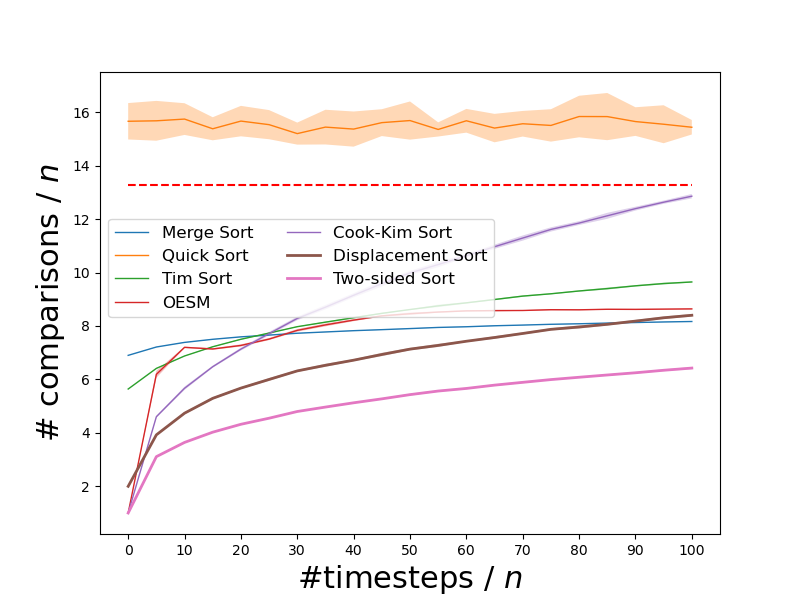 16
14
12
10
8
6
4
2
# comparisons / n
Merge Sort
Quick Sort
Tim Sort
OESM
Cook-Kim Sort
Displacement Sort
Two-sided Sort
0 10 20 30 40 50 60 70 80 90 100
#timesteps / n